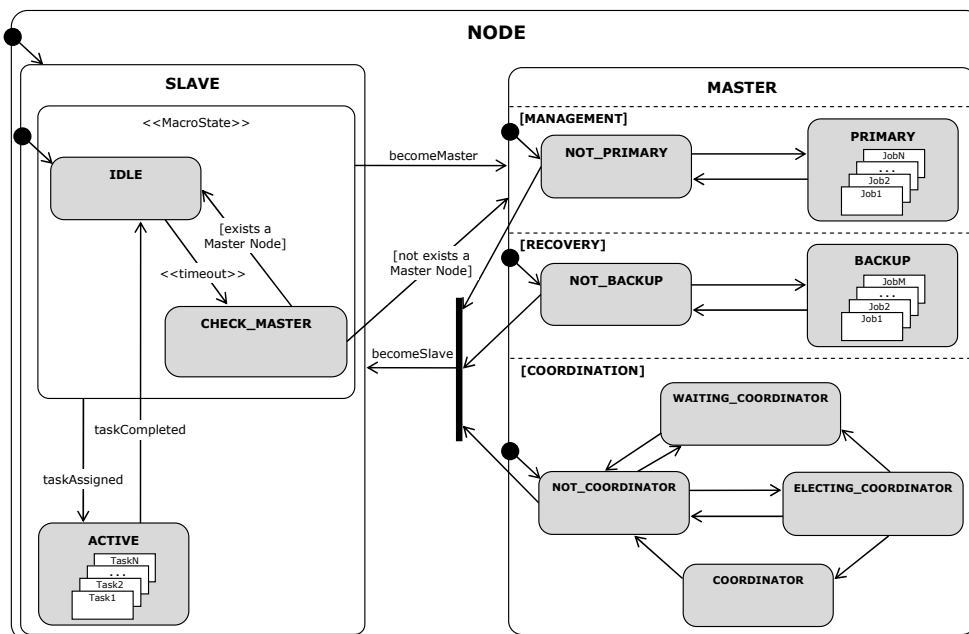 NODE
SLAVE
<<MacroState>>
IDLE
[exists a
Master Node]
<<timeout>>
CHECK_MASTER
taskCompleted
taskAssigned
ACTIVE
TaskN
...
Task2
Task1
becomeMaster
[not exists a
Master Node]
becomeSlave
MASTER
[MANAGEMENT]
NOT_PRIMARY
PRIMARY
JobN
...
Job2
Job1
[RECOVERY]
NOT_BACKUP
BACKUP
JobM
...
Job2
Job1
[COORDINATION]
WAITING_COORDINATOR
NOT_COORDINATOR
ELECTING_COORDINATOR
COORDINATOR